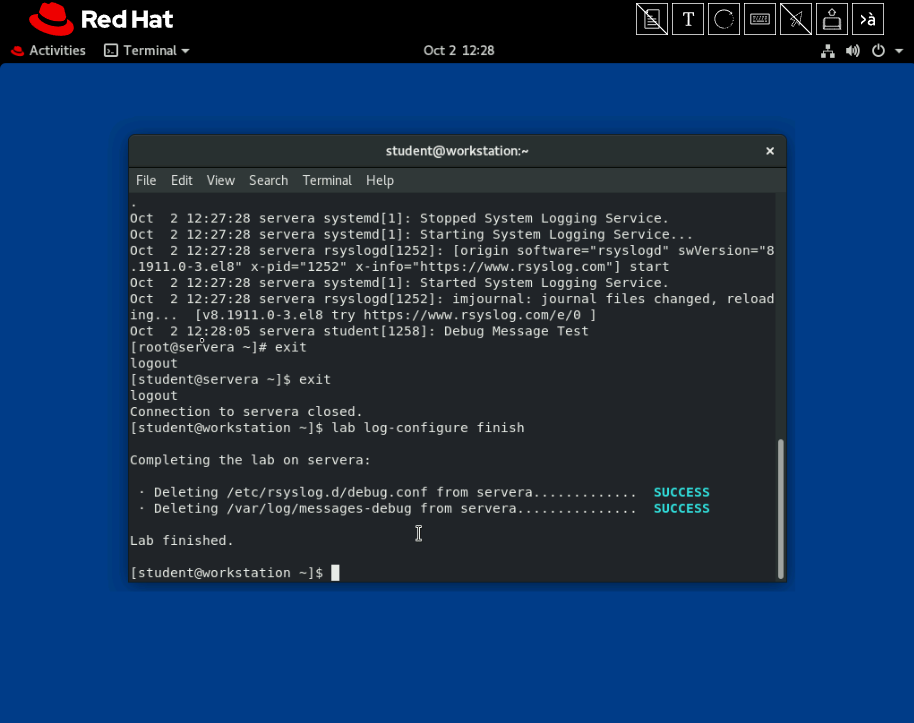 Red Hat
T
>à
Activities Terminal Oct 2 12:28
student@workstation:~ ×
File Edit View Search Terminal Help
.
Oct  2 12:27:28 servera systemd[1]: Stopped System Logging Service.
Oct  2 12:27:28 servera systemd[1]: Starting System Logging Service...
Oct  2 12:27:28 servera rsyslogd[1252]: [origin software="rsyslogd" swVersion="8
.1911.0-3.el8" x-pid="1252" x-info="https://www.rsyslog.com"] start
Oct  2 12:27:28 servera systemd[1]: Started System Logging Service.
Oct  2 12:27:28 servera rsyslogd[1252]: imjournal: journal files changed, reload
ing...  [v8.1911.0-3.el8 try https://www.rsyslog.com/e/0 ]
Oct  2 12:28:05 servera student[1258]: Debug Message Test
[root@servera ~]# exit
logout
[student@servera ~]$ exit
logout
Connection to servera closed.
[student@workstation ~]$ lab log-configure finish
Completing the lab on servera:
· Deleting /etc/rsyslog.d/debug.conf from servera.............  SUCCESS
· Deleting /var/log/messages-debug from servera...............  SUCCESS
Lab finished.
[student@workstation ~]$